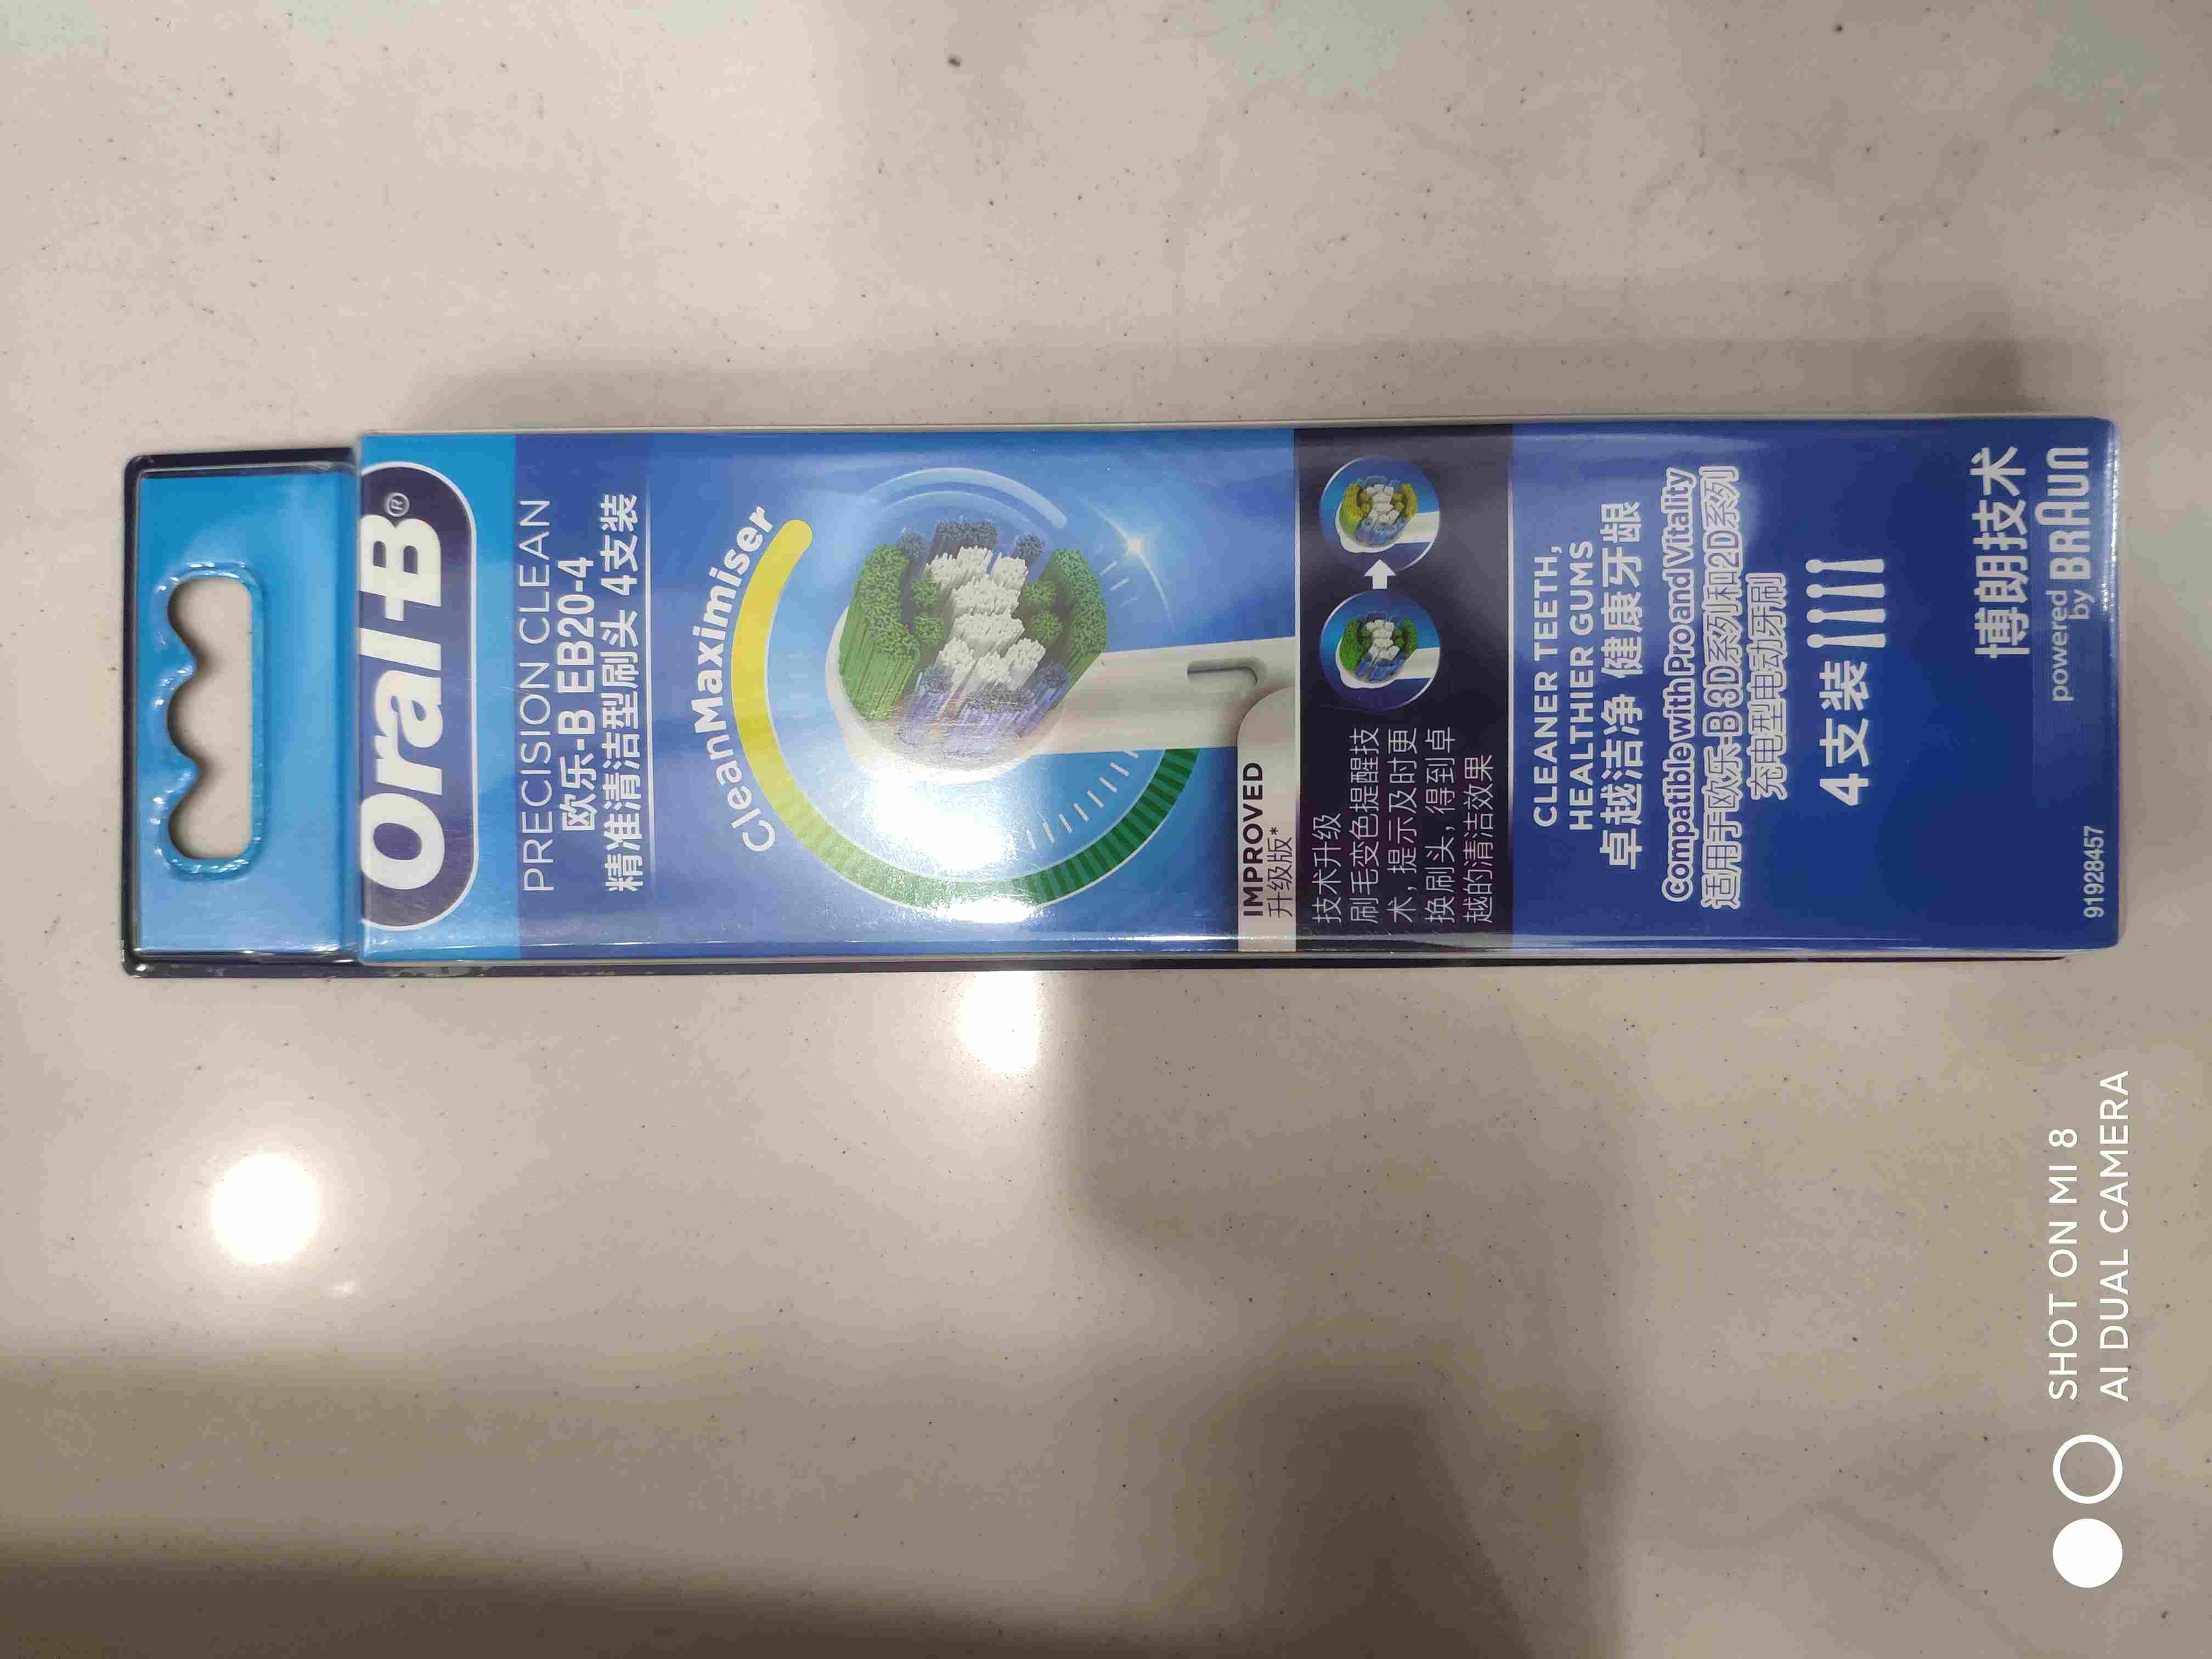 Oral-B®
PRECISION CLEAN
欧乐-B EB20-4
精准清洁型刷头 4支装
CleanMaximiser
IMPROVED
升级版*
技术升级
刷毛变色提醒技
术，提示及时更
换刷头，得到卓
越的清洁效果
CLEANER TEETH,
HEALTHIER GUMS
卓越洁净 健康牙龈
Compatible with Pro and Vitality
适用于欧乐-B 3D系列和2D系列
充电型电动牙刷
4支装
博朗技术
powered
by BRAUN
91928457
SHOT ON MI 8
AI DUAL CAMERA